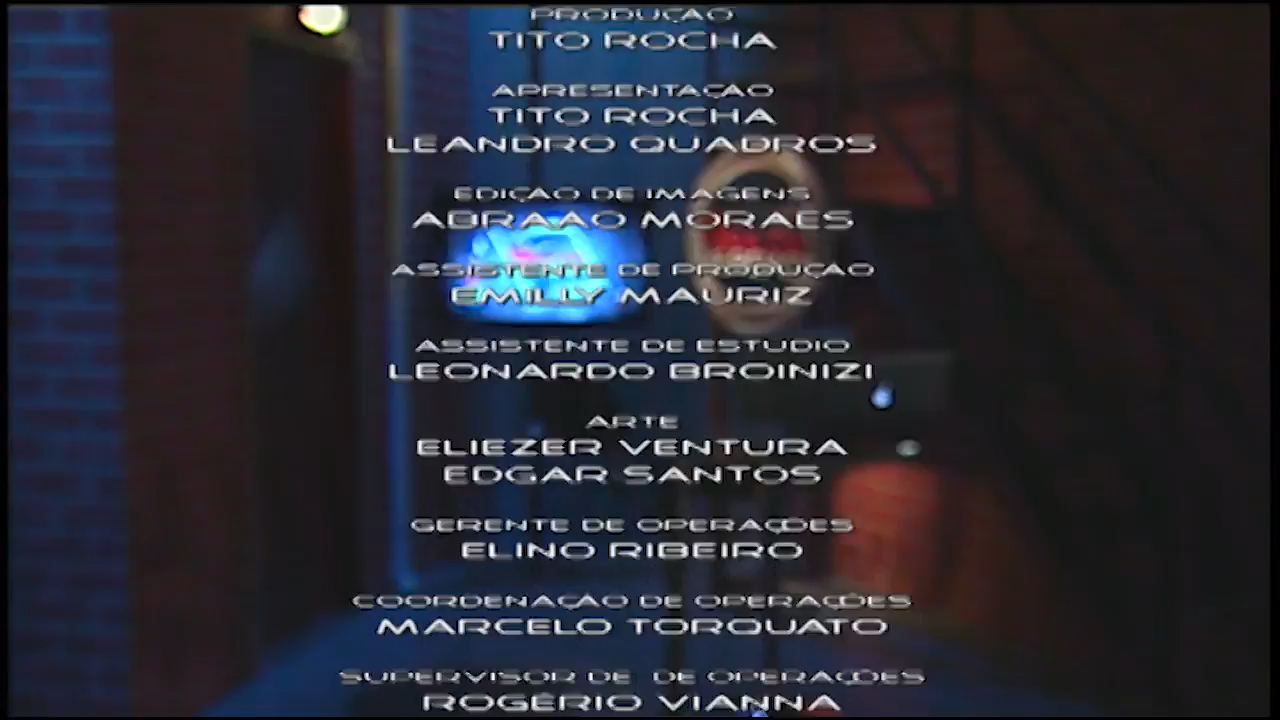 PRODUÇÃO
TITO ROCHA
APRESENTAÇÃO
TITO ROCHA
LEANDRO QUADROS
EDIÇÃO DE IMAGENS
ABRAÃO MORAES
ASSISTENTE DE PRODUÇÃO
EMILLY MAURIZ
ASSISTENTE DE ESTUDIO
LEONARDO BROINIZI
ARTE
ELIEZER VENTURA
EDGAR SANTOS
GERENTE DE OPERAÇÕES
ELINO RIBEIRO
COORDENAÇÃO DE OPERAÇÕES
MARCELO TORQUATO
SUPERVISOR DE DE OPERAÇÕES
ROGÉRIO VIANNA